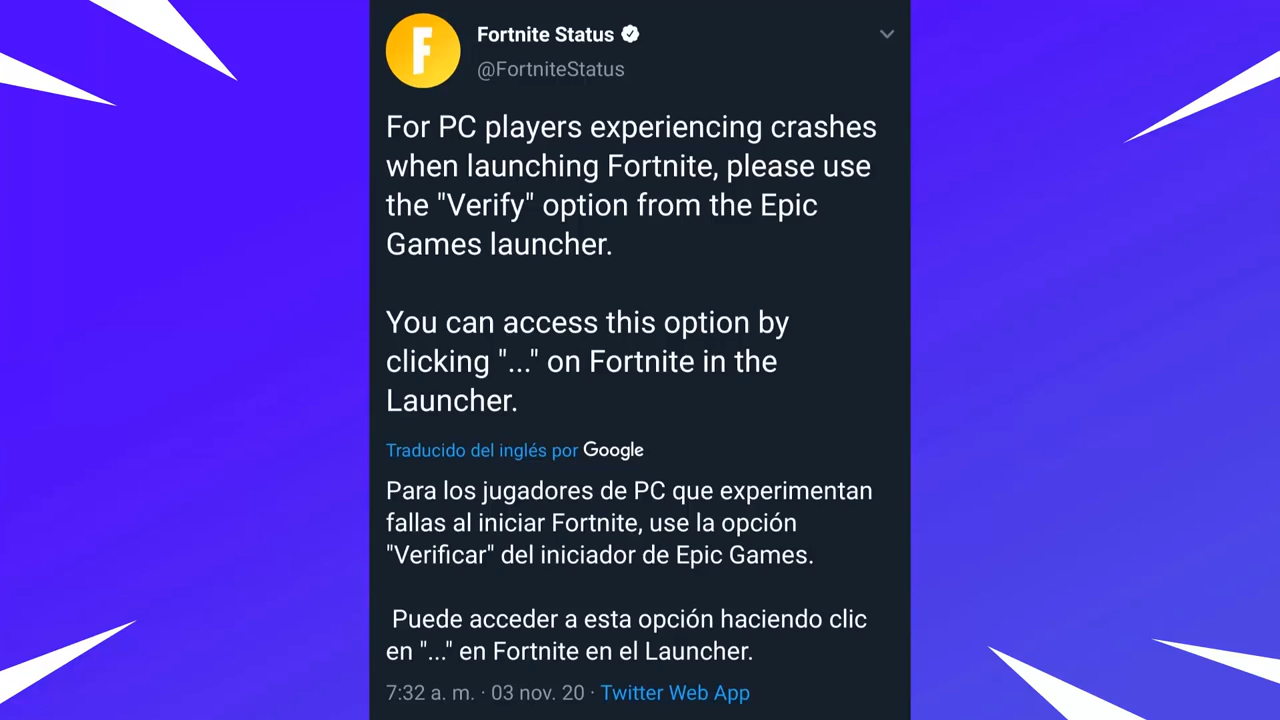 F
Fortnite Status
@FortniteStatus
For PC players experiencing crashes
when launching Fortnite, please use
the "Verify" option from the Epic
Games launcher.
You can access this option by
clicking "..." on Fortnite in the
Launcher.
Traducido del inglés por Google
Para los jugadores de PC que experimentan
fallas al iniciar Fortnite, use la opción
"Verificar" del iniciador de Epic Games.
Puede acceder a esta opción haciendo clic
en "..." en Fortnite en el Launcher.
7:32 a. m. · 03 nov. 20 · Twitter Web App